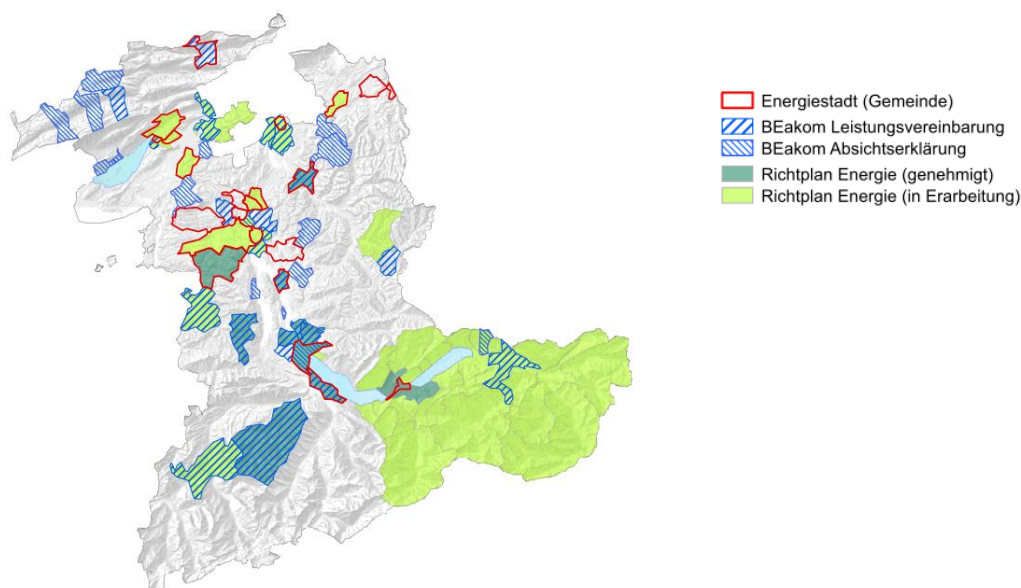 Energiestadt (Gemeinde)
BEakom Leistungsvereinbarung
BEakom Absichtserklärung
Richtplan Energie (genehmigt)
Richtplan Energie (in Erarbeitung)